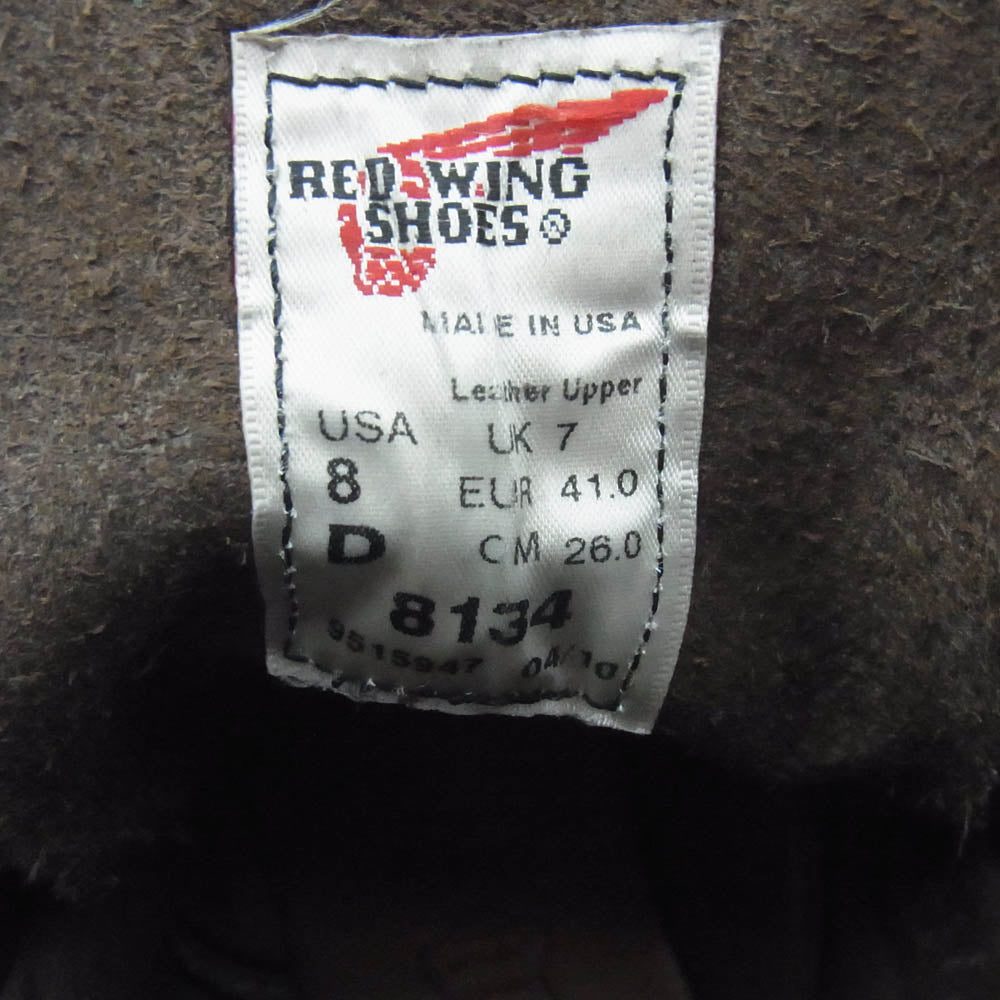 RED WING
SHOES®
MADE IN USA
Leather Upper
USA UK 7
8 EUR 41.0
D CM 26.0
8134
9515947 04/10